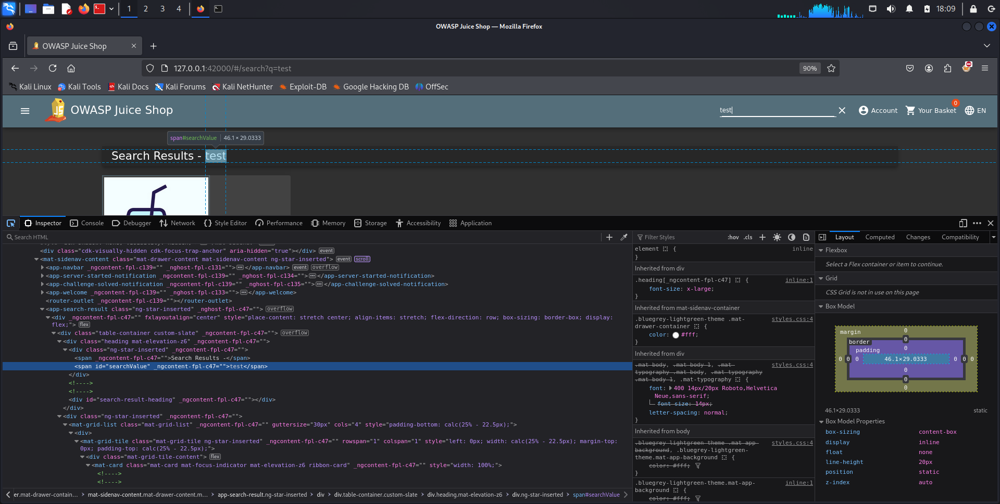 1 2 3 4 18:09
OWASP Juice Shop — Mozilla Firefox
OWASP Juice Shop
127.0.0.1:42000/#/search?q=test 90%
Kali Linux Kali Tools Kali Docs Kali Forums Kali NetHunter Exploit-DB Google Hacking DB OffSec
OWASP Juice Shop test Account Your Basket 0 EN
span#searchValue 46.1 × 29.0333
Search Results - test
Inspector Console Debugger Network Style Editor Performance Memory Storage Accessibility Application
Search HTML
<div class="cdk-visually-hidden cdk-focus-trap-anchor" aria-hidden="true"></div> event
<mat-sidenav-content class="mat-drawer-content mat-sidenav-content ng-star-inserted"> event scroll
<app-navbar _ngcontent-fpl-c139="" _nghost-fpl-c131="">···</app-navbar> event overflow
<app-server-started-notification _ngcontent-fpl-c139="" _nghost-fpl-c134="">···</app-server-started-notification>
<app-challenge-solved-notification _ngcontent-fpl-c139="" _nghost-fpl-c135="">···</app-challenge-solved-notification>
<app-welcome _ngcontent-fpl-c139="" _nghost-fpl-c133="">···</app-welcome>
<router-outlet _ngcontent-fpl-c139=""></router-outlet>
<app-search-result class="ng-star-inserted" _nghost-fpl-c47=""> overflow
<div _ngcontent-fpl-c47="" fxlayoutalign="center" style="place-content: stretch center; align-items: stretch; flex-direction: row; box-sizing: border-box; display:
flex;"> flex
<div class="table-container custom-slate" _ngcontent-fpl-c47=""> overflow
<div class="heading mat-elevation-z6" _ngcontent-fpl-c47="">
<div class="ng-star-inserted" _ngcontent-fpl-c47="">
<span _ngcontent-fpl-c47="">Search Results -</span>
<span id="searchValue" _ngcontent-fpl-c47="">test</span>
</div>
<!---->
<!---->
<div id="search-result-heading" _ngcontent-fpl-c47=""></div>
</div>
<div class="ng-star-inserted" _ngcontent-fpl-c47="">
<mat-grid-list class="mat-grid-list" _ngcontent-fpl-c47="" guttersize="30px" cols="4" style="padding-bottom: calc(25% - 22.5px);">
<div>
<mat-grid-tile class="mat-grid-tile ng-star-inserted" _ngcontent-fpl-c47="" rowspan="1" colspan="1" style="left: 0px; width: calc(25% - 22.5px); margin-top:
0px; padding-top: calc(25% - 22.5px);">
<div class="mat-grid-tile-content"> flex
<mat-card class="mat-card mat-focus-indicator mat-elevation-z6 ribbon-card" _ngcontent-fpl-c47="" style="width: 100%;">
<!---->
<!---->
er.mat-drawer-contain... mat-sidenav-content.mat-drawer-content.m... app-search-result.ng-star-inserted div div.table-container.custom-slate div.heading.mat-elevation-z6 div.ng-star-inserted span#searchValue
Filter Styles :hov .cls
element { inline
}
Inherited from div
.heading[_ngcontent-fpl-c47] { inline:1
font-size: x-large;
}
Inherited from mat-sidenav-container
.bluegrey-lightgreen-theme .mat- styles.css:4
drawer-container {
color: #fff;
}
Inherited from div
.mat-body, .mat-body-1, .mat- styles.css:4
typography .mat-body, .mat-typography
.mat-body-1, .mat-typography {
font: 400 14px/20px Roboto,Helvetica
Neue,sans-serif;
font-size: 14px;
letter-spacing: normal;
}
Inherited from body
.bluegrey-lightgreen-theme .mat-app- styles.css:4
background, .bluegrey-lightgreen-
theme.mat-app-background {
color: #fff;
}
.bluegrey-lightgreen-theme.mat-app- inline:1
background {
color: #fff;
Layout Computed Changes Compatibility
Flexbox
Select a Flex container or item to continue.
Grid
CSS Grid is not in use on this page
Box Model
margin 0
border 0
padding 0
0 0 0 46.1×29.0333 0 0 0
0
0
0
46.1×29.0333 static
Box Model Properties
box-sizing content-box
display inline
float none
line-height 20px
position static
z-index auto